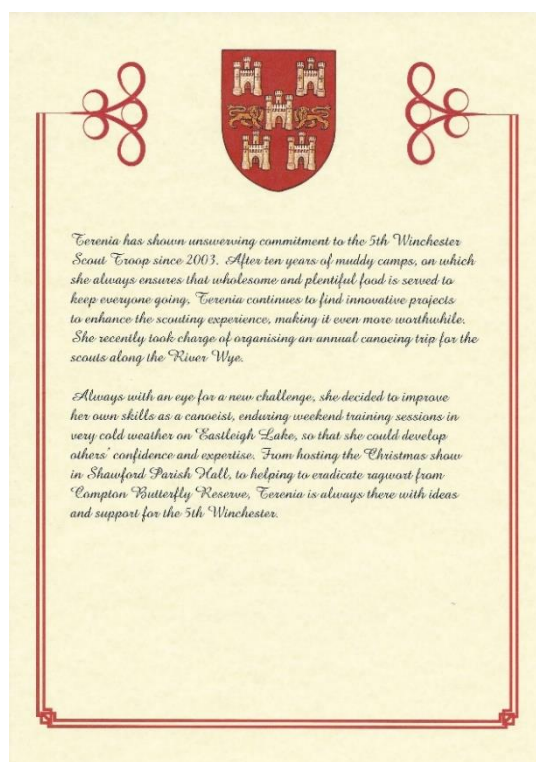 Terenia has shown unswerving commitment to the 5th Winchester
Scout Troop since 2003. After ten years of muddy camps, on which
she always ensures that wholesome and plentiful food is served to
keep everyone going, Terenia continues to find innovative projects
to enhance the scouting experience, making it even more worthwhile.
She recently took charge of organising an annual canoeing trip for the
scouts along the River Wye.
Always with an eye for a new challenge, she decided to improve
her own skills as a canoeist, enduring weekend training sessions in
very cold weather on Eastleigh Lake, so that she could develop
others' confidence and expertise. From hosting the Christmas show
in Shawford Parish Hall, to helping to eradicate ragwort from
Compton Butterfly Reserve, Terenia is always there with ideas
and support for the 5th Winchester.